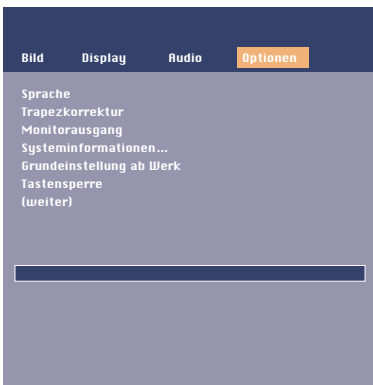 Bild Display Audio Optionen
Sprache
Trapezkorrektur
Monitorausgang
Systeminformationen...
Grundeinstellung ab Werk
Tastensperre
(weiter)